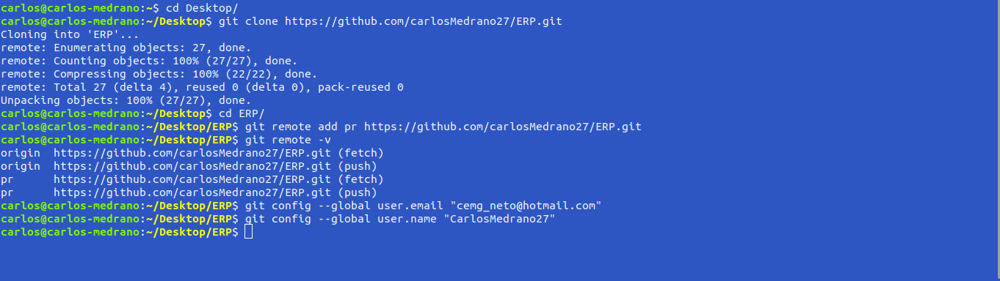 carlos@carlos-medrano:~$ cd Desktop/
carlos@carlos-medrano:~/Desktop$ git clone https://github.com/carlosMedrano27/ERP.git
Cloning into 'ERP'...
remote: Enumerating objects: 27, done.
remote: Counting objects: 100% (27/27), done.
remote: Compressing objects: 100% (22/22), done.
remote: Total 27 (delta 4), reused 0 (delta 0), pack-reused 0
Unpacking objects: 100% (27/27), done.
carlos@carlos-medrano:~/Desktop$ cd ERP/
carlos@carlos-medrano:~/Desktop/ERP$ git remote add pr https://github.com/carlosMedrano27/ERP.git
carlos@carlos-medrano:~/Desktop/ERP$ git remote -v
origin  https://github.com/carlosMedrano27/ERP.git (fetch)
origin  https://github.com/carlosMedrano27/ERP.git (push)
pr      https://github.com/carlosMedrano27/ERP.git (fetch)
pr      https://github.com/carlosMedrano27/ERP.git (push)
carlos@carlos-medrano:~/Desktop/ERP$ git config --global user.email "cemg_neto@hotmail.com"
carlos@carlos-medrano:~/Desktop/ERP$ git config --global user.name "CarlosMedrano27"
carlos@carlos-medrano:~/Desktop/ERP$